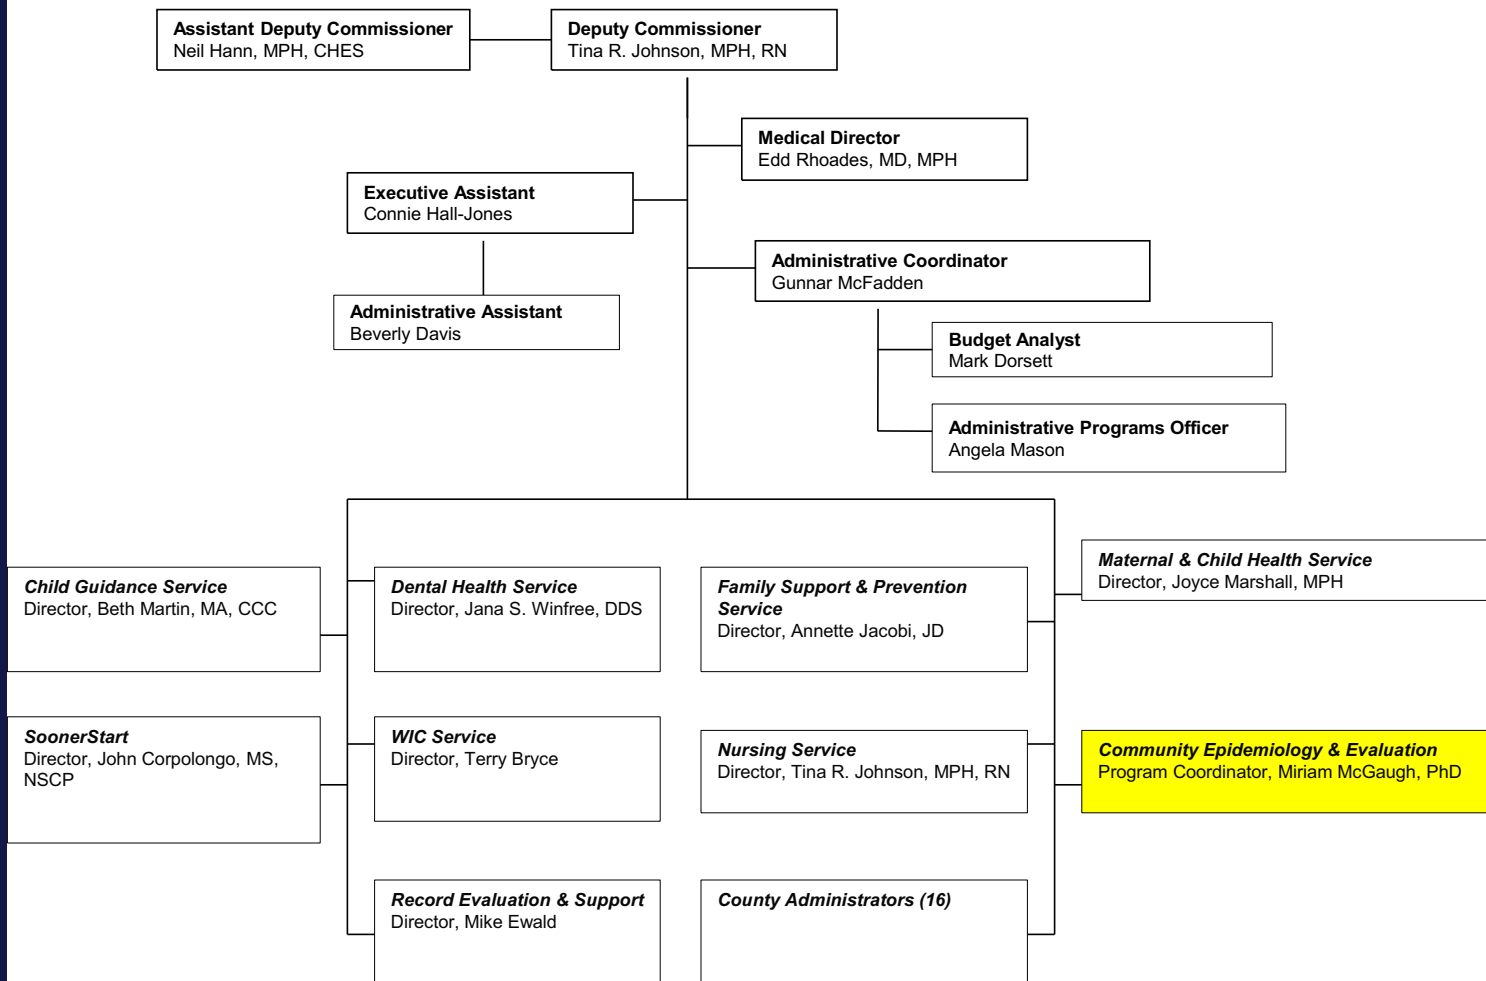 Assistant Deputy Commissioner
Neil Hann, MPH, CHES
Deputy Commissioner
Tina R. Johnson, MPH, RN
Medical Director
Edd Rhoades, MD, MPH
Executive Assistant
Connie Hall-Jones
Administrative Coordinator
Gunnar McFadden
Administrative Assistant
Beverly Davis
Budget Analyst
Mark Dorsett
Administrative Programs Officer
Angela Mason
Child Guidance Service
Director, Beth Martin, MA, CCC
Dental Health Service
Director, Jana S. Winfree, DDS
Family Support & Prevention
Service
Director, Annette Jacobi, JD
Maternal & Child Health Service
Director, Joyce Marshall, MPH
SoonerStart
Director, John Corpolongo, MS,
NSCP
WIC Service
Director, Terry Bryce
Nursing Service
Director, Tina R. Johnson, MPH, RN
Community Epidemiology & Evaluation
Program Coordinator, Miriam McGaugh, PhD
Record Evaluation & Support
Director, Mike Ewald
County Administrators (16)